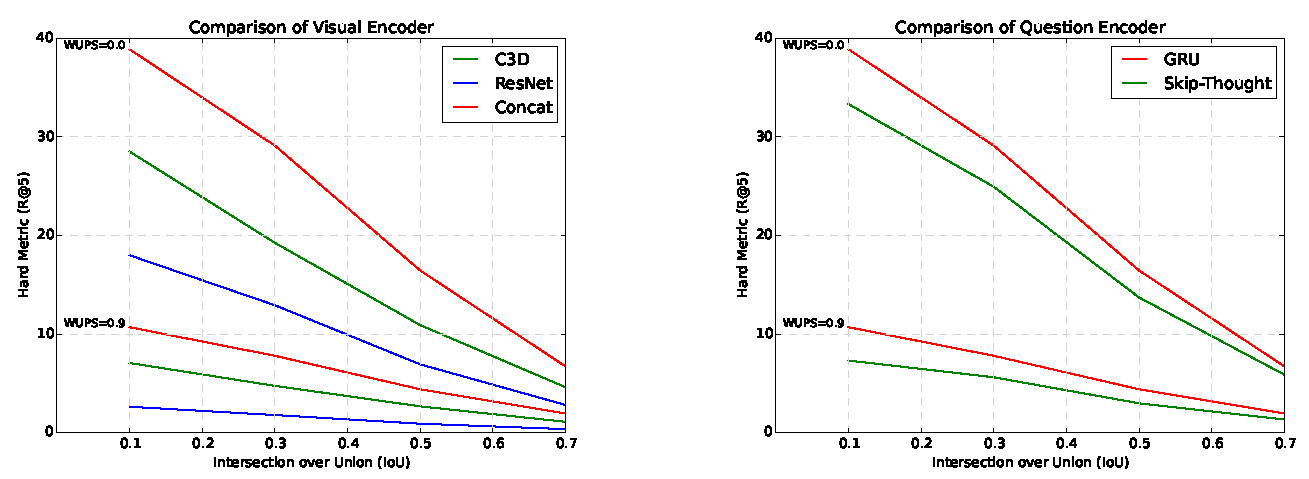 Comparison of Visual Encoder
40
30
20
10
0
WUPS=0.0
WUPS=0.9
C3D
ResNet
Concat
Hard Metric (R@5)
0.1 0.2 0.3 0.4 0.5 0.6 0.7
Intersection over Union (IoU)
Comparison of Question Encoder
40
30
20
10
0
WUPS=0.0
WUPS=0.9
GRU
Skip-Thought
Hard Metric (R@5)
0.1 0.2 0.3 0.4 0.5 0.6 0.7
Intersection over Union (IoU)